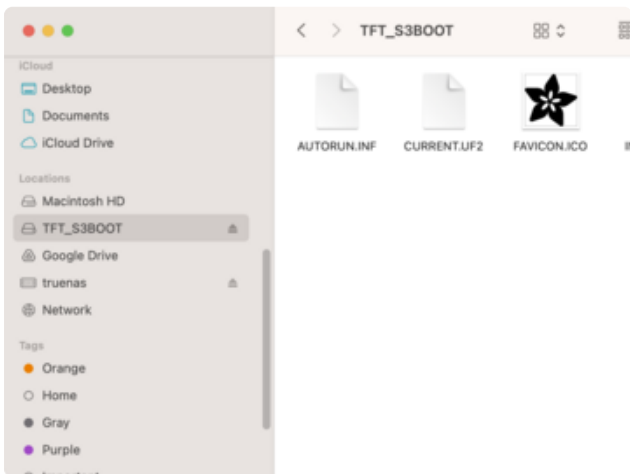 TFT_S3BOOT
iCloud
Desktop
Documents
iCloud Drive
Locations
Macintosh HD
TFT_S3BOOT
Google Drive
truenas
Network
Tags
Orange
Home
Gray
Purple
AUTORUN.INF
CURRENT.UF2
FAVICON.ICO